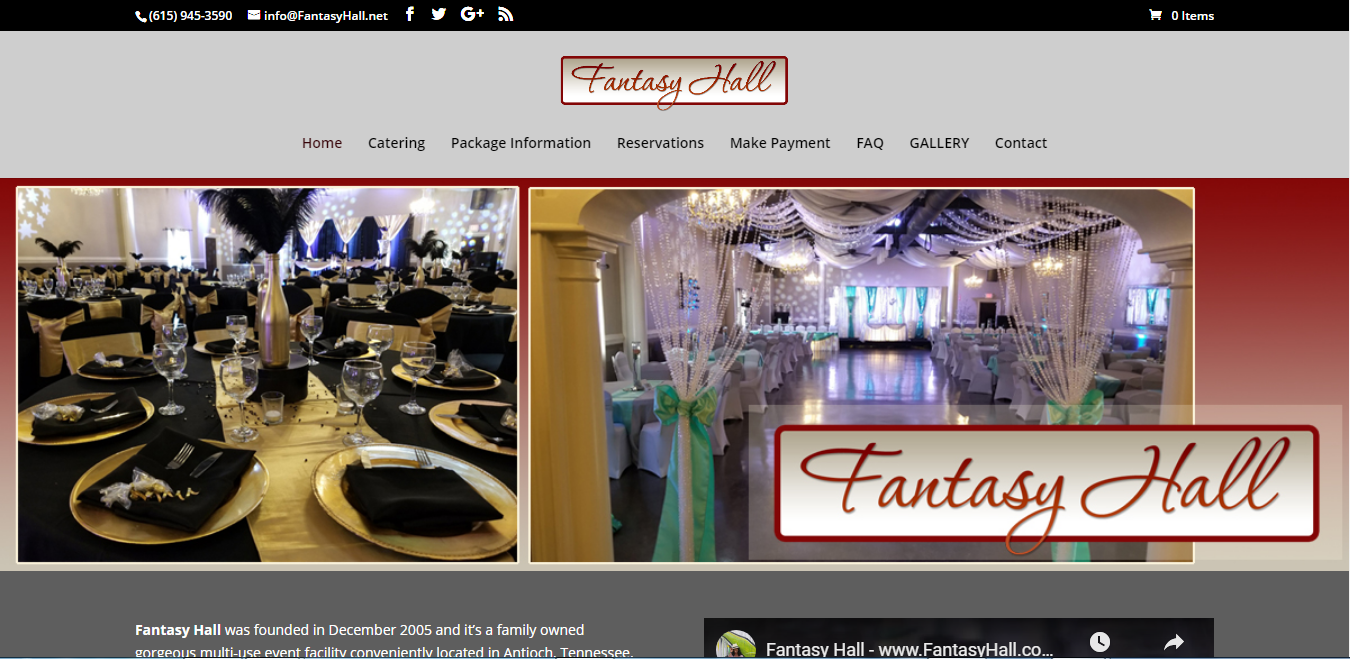 (615) 945-3590 info@FantasyHall.net 0 Items
Fantasy Hall
Home Catering Package Information Reservations Make Payment FAQ GALLERY Contact
Fantasy Hall
Fantasy Hall was founded in December 2005 and it's a family owned
gorgeous multi-use event facility conveniently located in Antioch, Tennessee.
Fantasy Hall - www.FantasyHall.co...